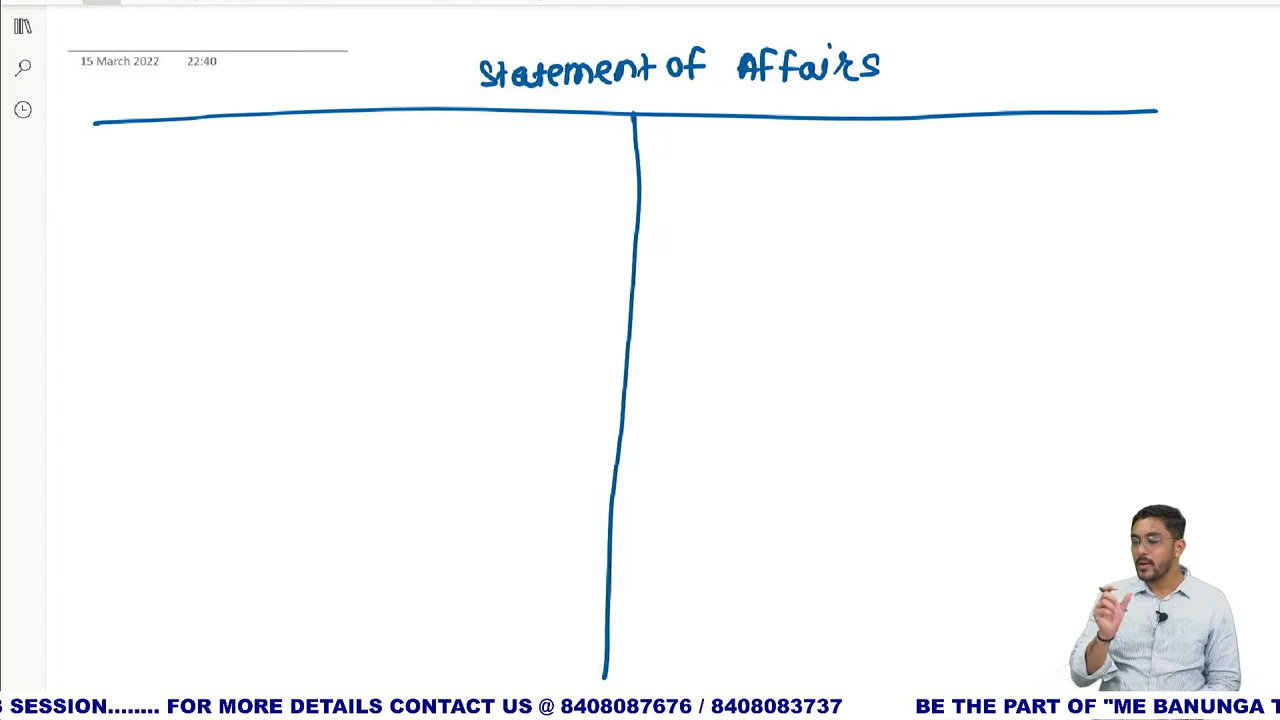 15 March 2022 22:40
Statement of Affairs
SESSION........ FOR MORE DETAILS CONTACT US @ 8408087676 / 8408083737 BE THE PART OF "ME BANUNGA